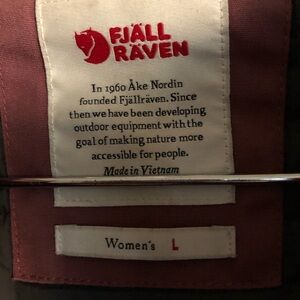 FJÄLL
RÄVEN
In 1960 Åke Nordin
founded Fjällräven. Since
then we have been developing
outdoor equipment with the
goal of making nature more
accessible for people.
Made in Vietnam
Women's L